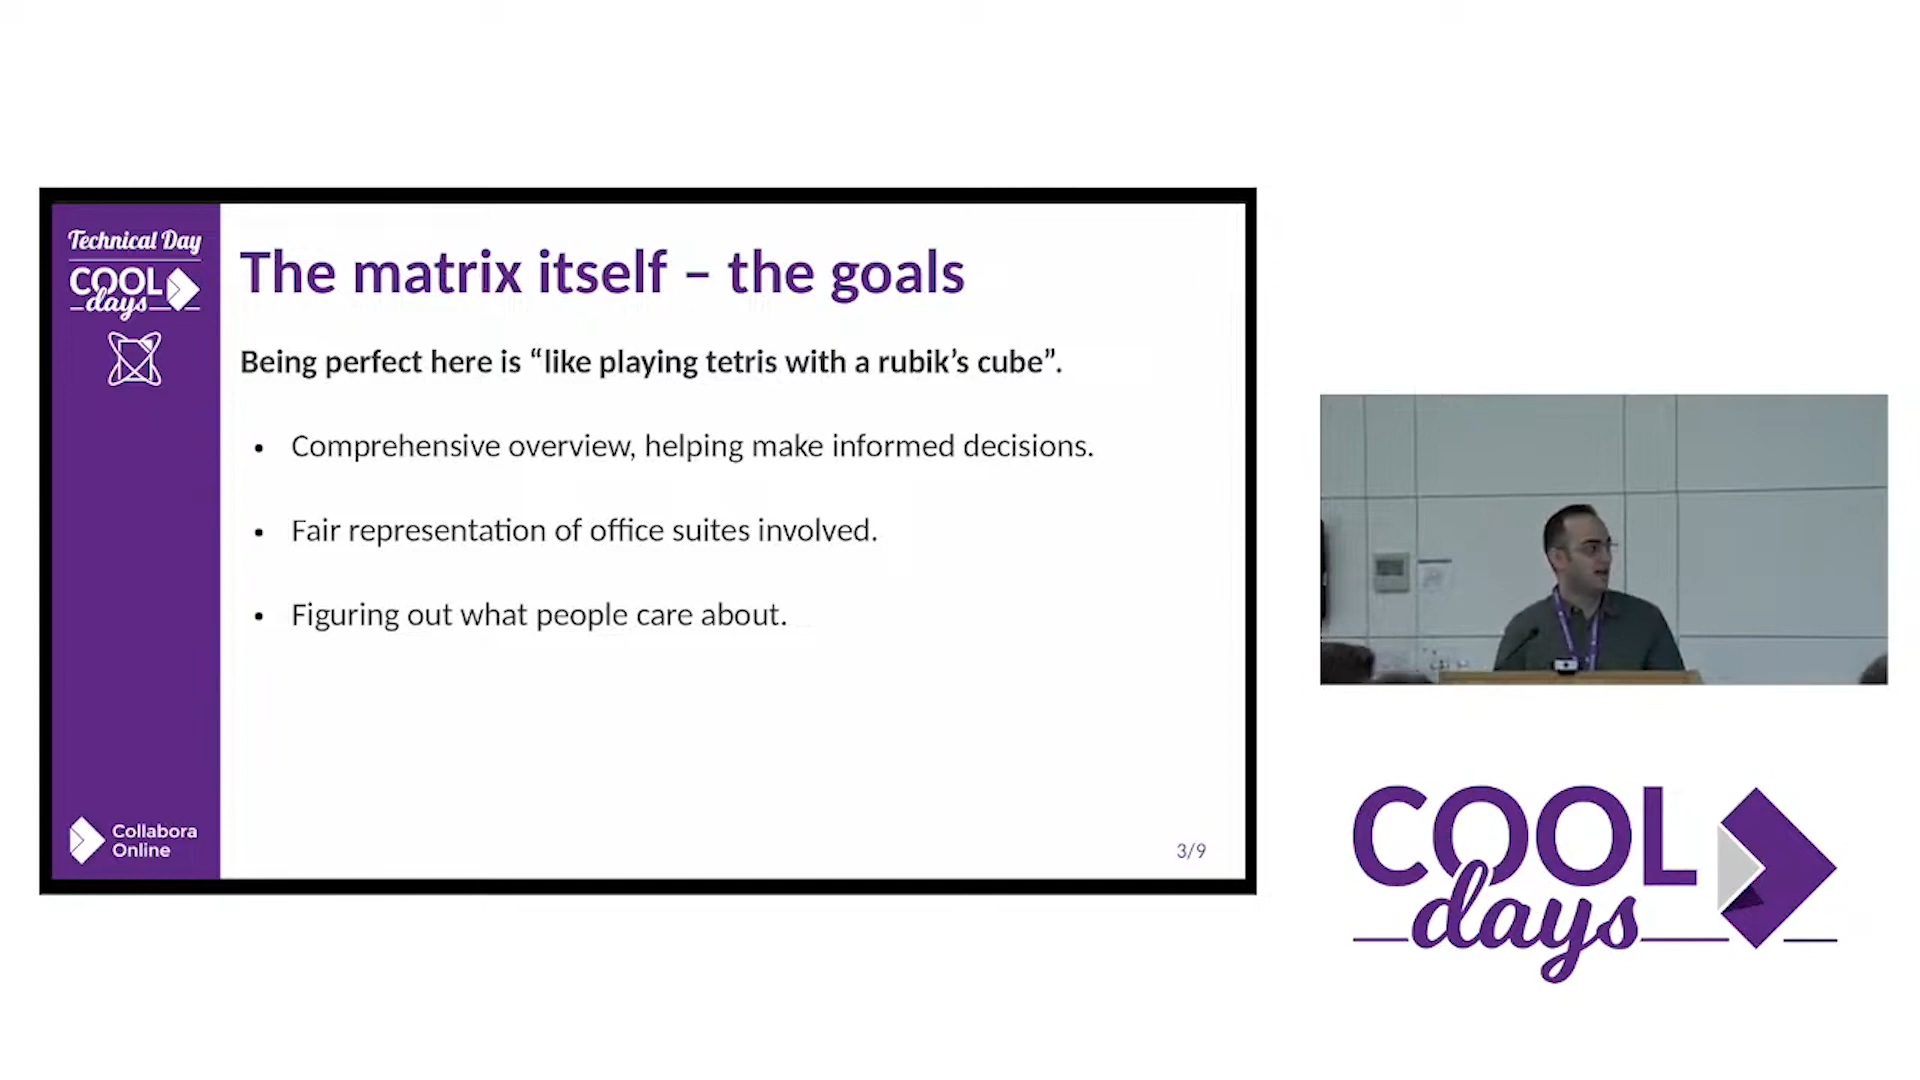 Technical Day
COOL
days
The matrix itself – the goals
Being perfect here is “like playing tetris with a rubik’s cube”.
• Comprehensive overview, helping make informed decisions.
• Fair representation of office suites involved.
• Figuring out what people care about.
Collabora
Online
3/9
COOL
days